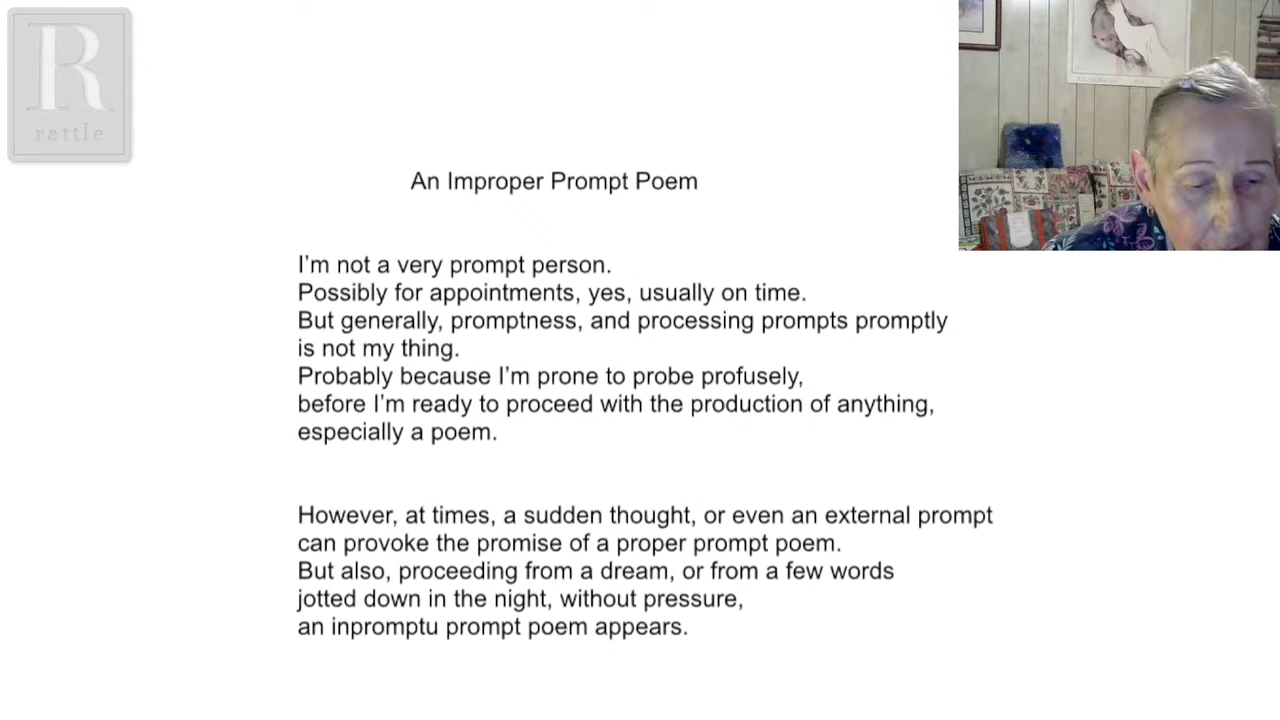 R
rattle
An Improper Prompt Poem
I'm not a very prompt person.
Possibly for appointments, yes, usually on time.
But generally, promptness, and processing prompts promptly
is not my thing.
Probably because I'm prone to probe profusely,
before I'm ready to proceed with the production of anything,
especially a poem.
However, at times, a sudden thought, or even an external prompt
can provoke the promise of a proper prompt poem.
But also, proceeding from a dream, or from a few words
jotted down in the night, without pressure,
an inpromptu prompt poem appears.